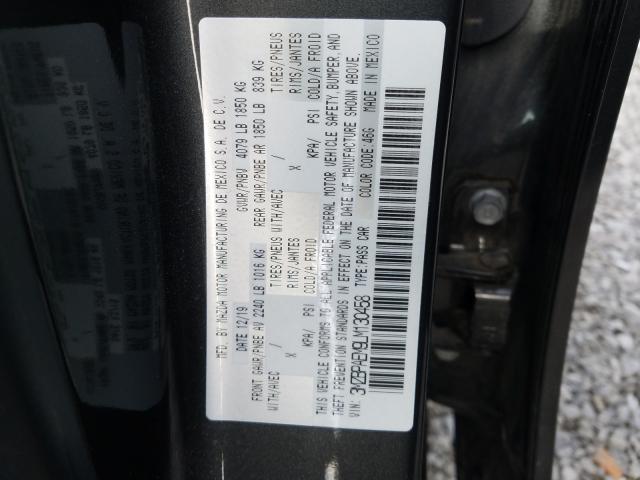 MFD. BY MAZDA MOTOR MANUFACTURING DE MEXICO S.A. DE C.V.
DATE: 12/19 GVWR/PNBV 4079 LB 1850 KG
FRONT GAWR/PNBE AV 2240 LB 1016 KG REAR GAWR/PNBE AR 1850 LB 839 KG
WITH/AVEC / TIRES/PNEUS WITH/AVEC / TIRES/PNEUS
X RIMS/JANTES X RIMS/JANTES
KPA/ PSI COLD/A FROID KPA/ PSI COLD/A FROID
THIS VEHICLE CONFORMS TO ALL APPLICABLE FEDERAL MOTOR VEHICLE SAFETY, BUMPER, AND
THEFT PREVENTION STANDARDS IN EFFECT ON THE DATE OF MANUFACTURE SHOWN ABOVE.
VIN: 3MZBPAEM9LM130458 TYPE:PASS CAR COLOR CODE:46G MADE IN MEXICO